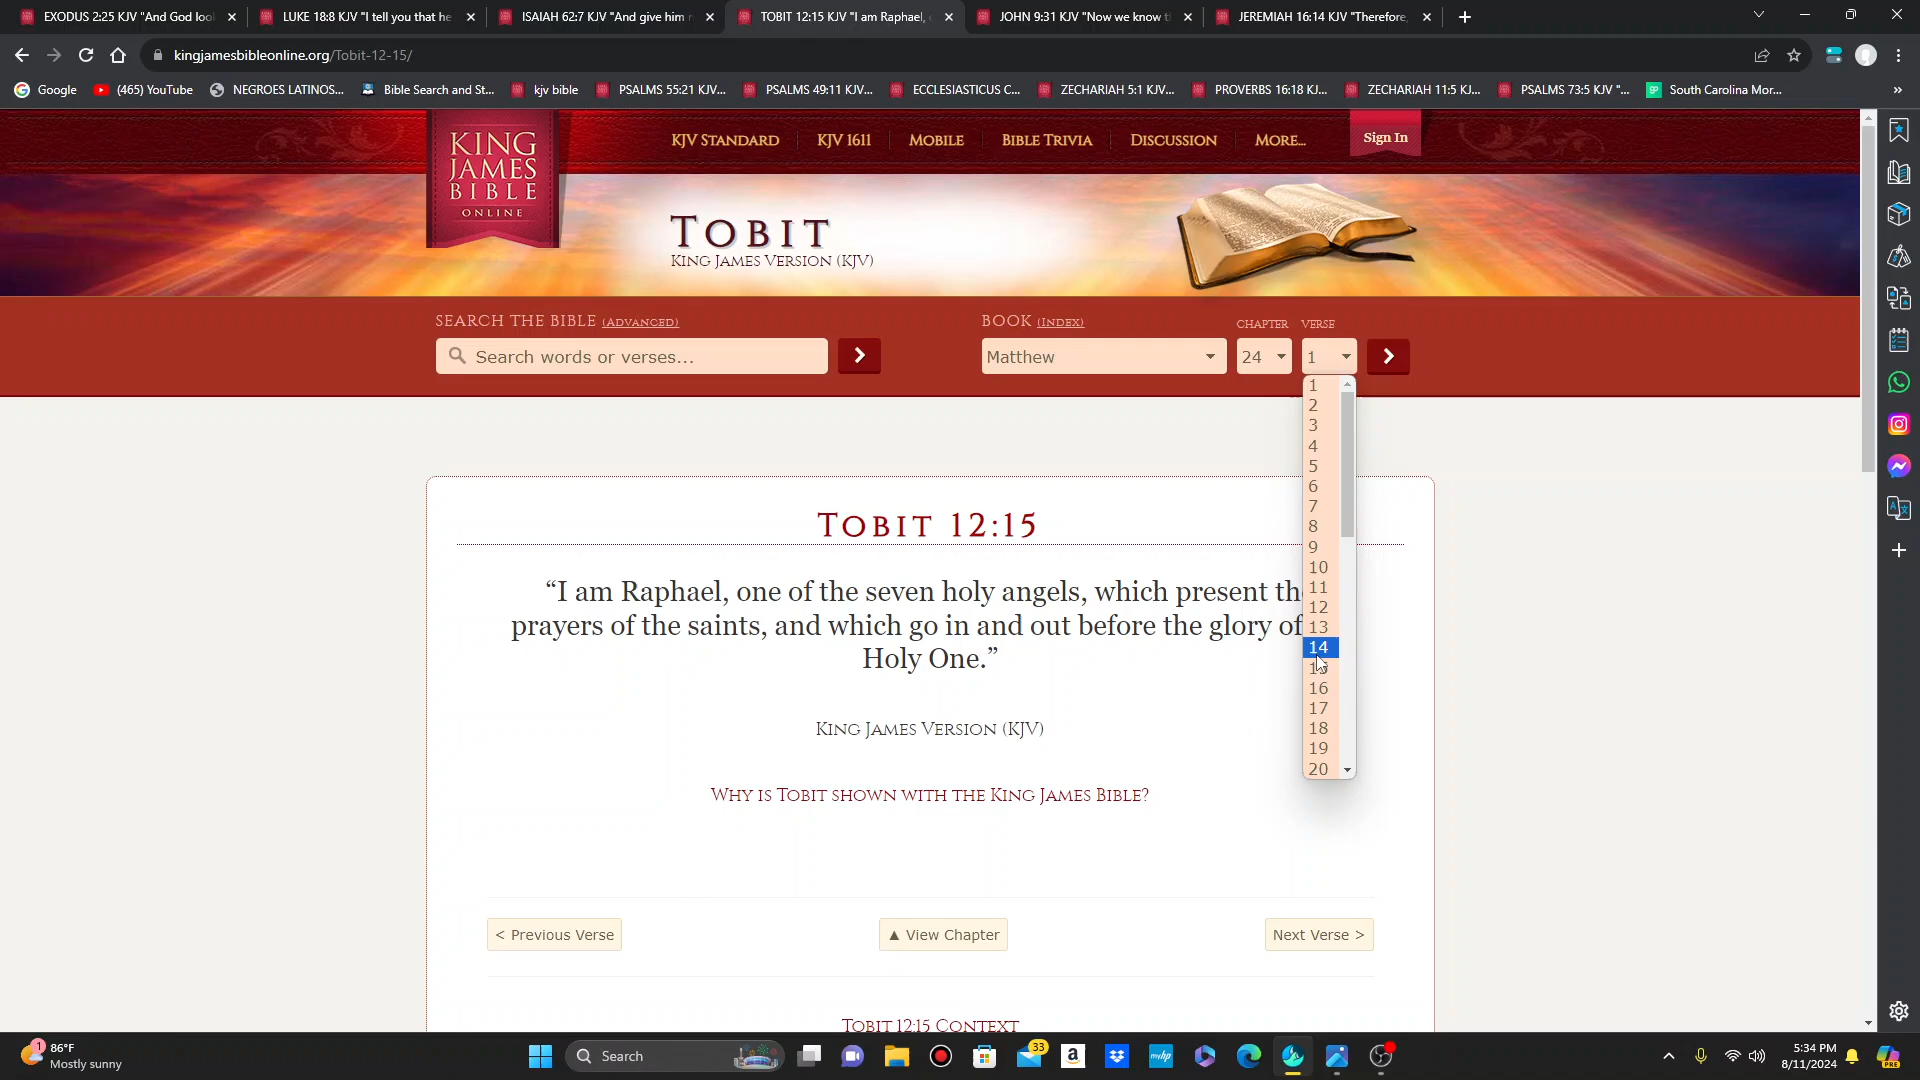 EXODUS 2:25 KJV "And God loo
LUKE 18:8 KJV "I tell you that he
ISAIAH 62:7 KJV "And give him
TOBIT 12:15 KJV "I am Raphael,
JOHN 9:31 KJV "Now we know
JEREMIAH 16:14 KJV "Therefore,
kingjamesbibleonline.org/Tobit-12-15/
Google
(465) YouTube
NEGROES LATINOS...
Bible Search and St...
kjv bible
PSALMS 55:21 KJV...
PSALMS 49:11 KJV...
ECCLESIASTICUS C...
ZECHARIAH 5:1 KJV...
PROVERBS 16:18 KJ...
ZECHARIAH 11:5 KJ...
PSALMS 73:5 KJV "...
South Carolina Mor...
KING
JAMES
BIBLE
ONLINE
KJV STANDARD
KJV 1611
MOBILE
BIBLE TRIVIA
DISCUSSION
MORE...
Sign In
TOBIT
KING JAMES VERSION (KJV)
SEARCH THE BIBLE (ADVANCED)
Search words or verses...
BOOK (INDEX)
CHAPTER
VERSE
Matthew
24
1
1
2
3
4
5
6
7
8
9
10
11
12
13
14
15
16
17
18
19
20
TOBIT 12:15
“I am Raphael, one of the seven holy angels, which present th
prayers of the saints, and which go in and out before the glory of
Holy One.”
KING JAMES VERSION (KJV)
WHY IS TOBIT SHOWN WITH THE KING JAMES BIBLE?
< Previous Verse
▲ View Chapter
Next Verse >
TOBIT 12:15 CONTEXT
1
86°F
Mostly sunny
Search
33
a
myhp
5:34 PM
8/11/2024
PRE